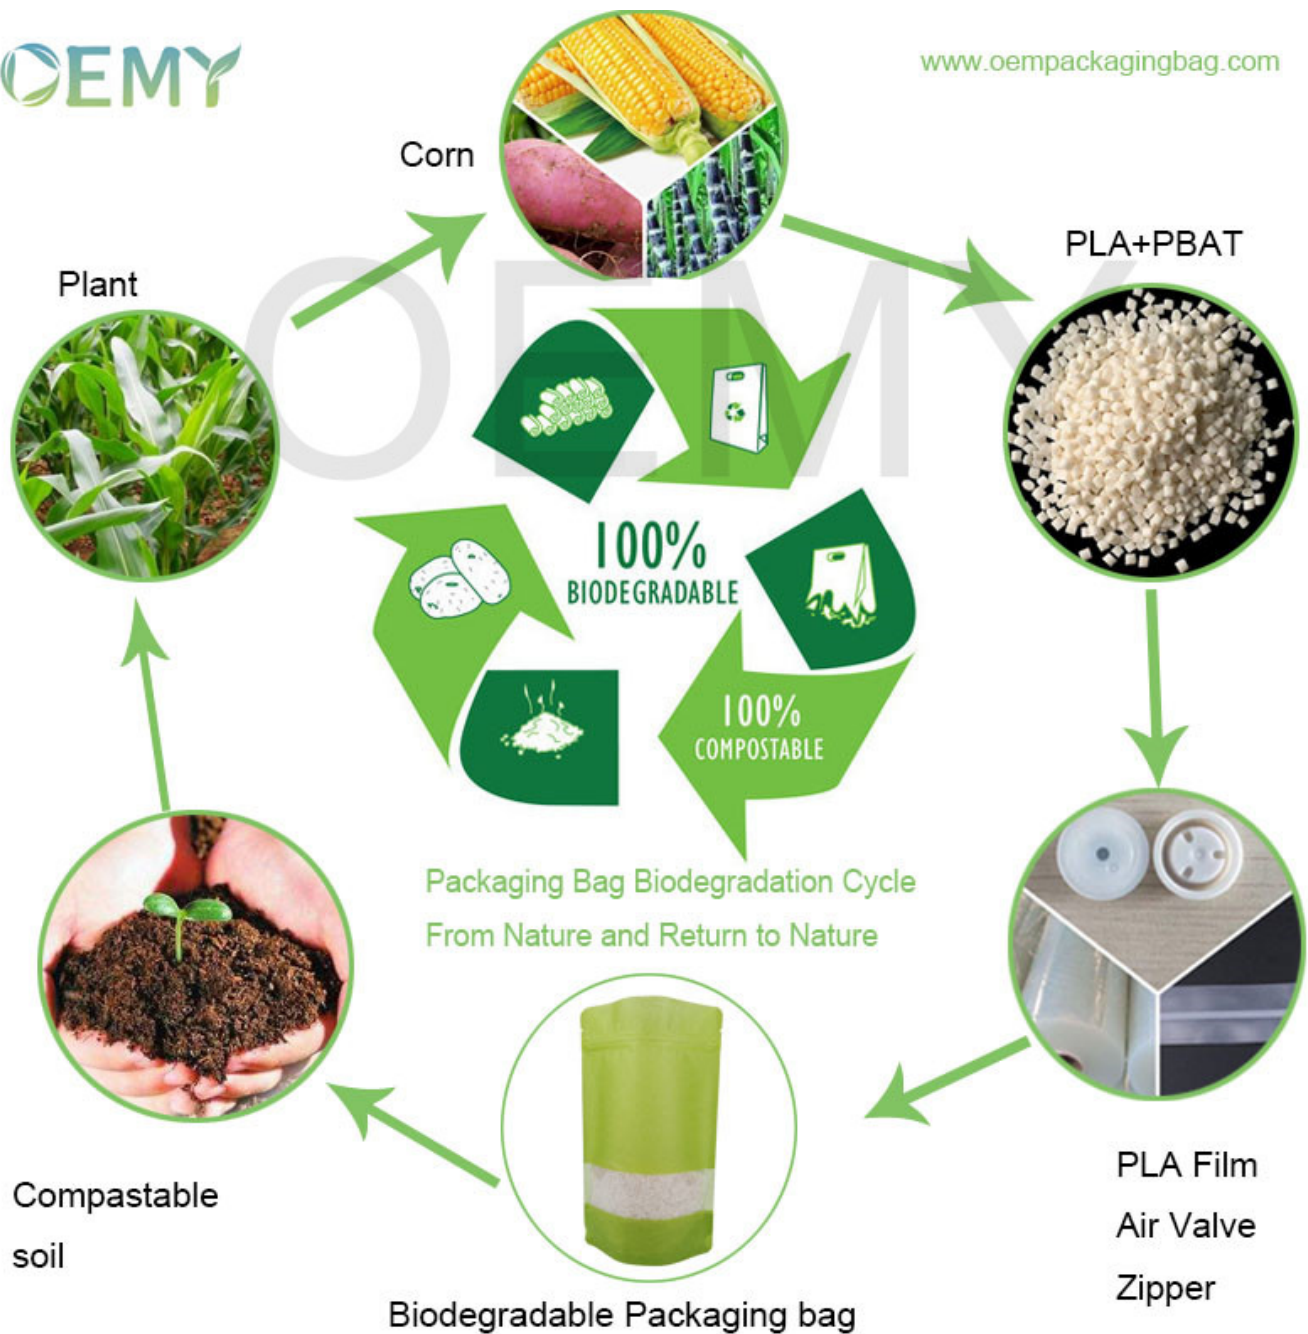 OEMY
www.oempackagingbag.com
Corn
PLA+PBAT
Plant
OEMY
100%
BIODEGRADABLE
100%
COMPOSTABLE
Packaging Bag Biodegradation Cycle
From Nature and Return to Nature
PLA Film
Air Valve
Zipper
Compastable
soil
Biodegradable Packaging bag